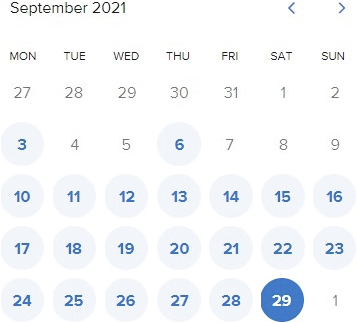 September 2021
MON TUE WED THU FRI SAT SUN
27 28 29 30 31 1 2
3 4 5 6 7 8 9
10 11 12 13 14 15 16
17 18 19 20 21 22 23
24 25 26 27 28 29 1